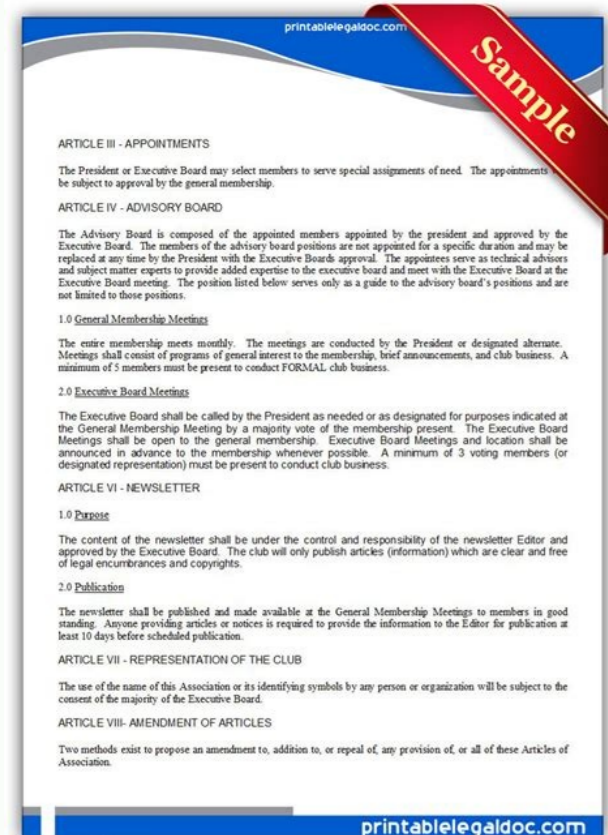 printablelegaldoc.com
Sample
ARTICLE III - APPOINTMENTS
The President or Executive Board may select members to serve special assignments of need. The appointments
be subject to approval by the general membership.
ARTICLE IV - ADVISORY BOARD
The Advisory Board is composed of the appointed members appointed by the president and approved by the
Executive Board. The members of the advisory board positions are not appointed for a specific duration and may be
replaced at any time by the President with the Executive Boards approval. The appointees serve as technical advisors
and subject matter experts to provide added expertise to the executive board and meet with the Executive Board at the
Executive Board meeting. The position listed below serves only as a guide to the advisory board's positions and are
not limited to those positions.
1.0 General Membership Meetings
The entire membership meets monthly. The meetings are conducted by the President or designated alternate.
Meetings shall consist of programs of general interest to the membership, brief announcements, and club business. A
minimum of 5 members must be present to conduct FORMAL club business.
2.0 Executive Board Meetings
The Executive Board shall be called by the President as needed or as designated for purposes indicated at
the General Membership Meeting by a majority vote of the membership present. The Executive Board
Meetings shall be open to the general membership. Executive Board Meetings and location shall be
announced in advance to the membership whenever possible. A minimum of 3 voting members (or
designated representation) must be present to conduct club business.
ARTICLE VI - NEWSLETTER
1.0 Purpose
The content of the newsletter shall be under the control and responsibility of the newsletter Editor and
approved by the Executive Board. The club will only publish articles (information) which are clear and free
of legal encumbrances and copyrights.
2.0 Publication
The newsletter shall be published and made available at the General Membership Meetings to members in good
standing. Anyone providing articles or notices is required to provide the information to the Editor for publication at
least 10 days before scheduled publication.
ARTICLE VII - REPRESENTATION OF THE CLUB
The use of the name of this Association or its identifying symbols by any person or organization will be subject to the
consent of the majority of the Executive Board.
ARTICLE VIII- AMENDMENT OF ARTICLES
Two methods exist to propose an amendment to, addition to, or repeal of, any provision of, or all of these Articles of
Association.
printablelegaldoc.com